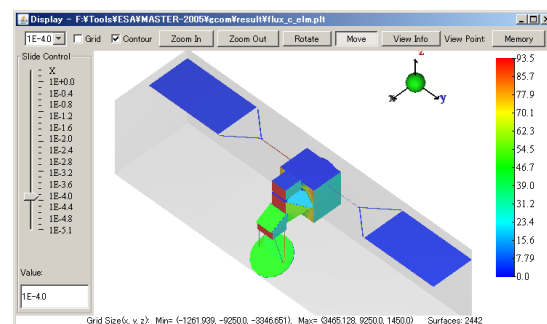 Display - F:¥Tools¥ESA¥MASTER-2005¥gcom¥result¥flux_c_elm.plt
1E-4.0 Grid Contour Zoom In Zoom Out Rotate Move View Info View Point: Memory
Slide Control
X
1E+0.0
1E-0.4
1E-0.8
1E-1.2
1E-1.6
1E-2.0
1E-2.4
1E-2.8
1E-3.2
1E-3.6
1E-4.0
1E-4.4
1E-4.8
1E-5.1
Value:
1E-4.0
z
x
y
93.5
85.7
77.9
70.1
62.3
54.5
46.7
39.0
31.2
23.4
15.6
7.79
0.0
Grid Size(x, y, z): Min= (-1261.939, -9250.0, -3346.651), Max= (3465.128, 9250.0, 1450.0) Surfaces: 2442